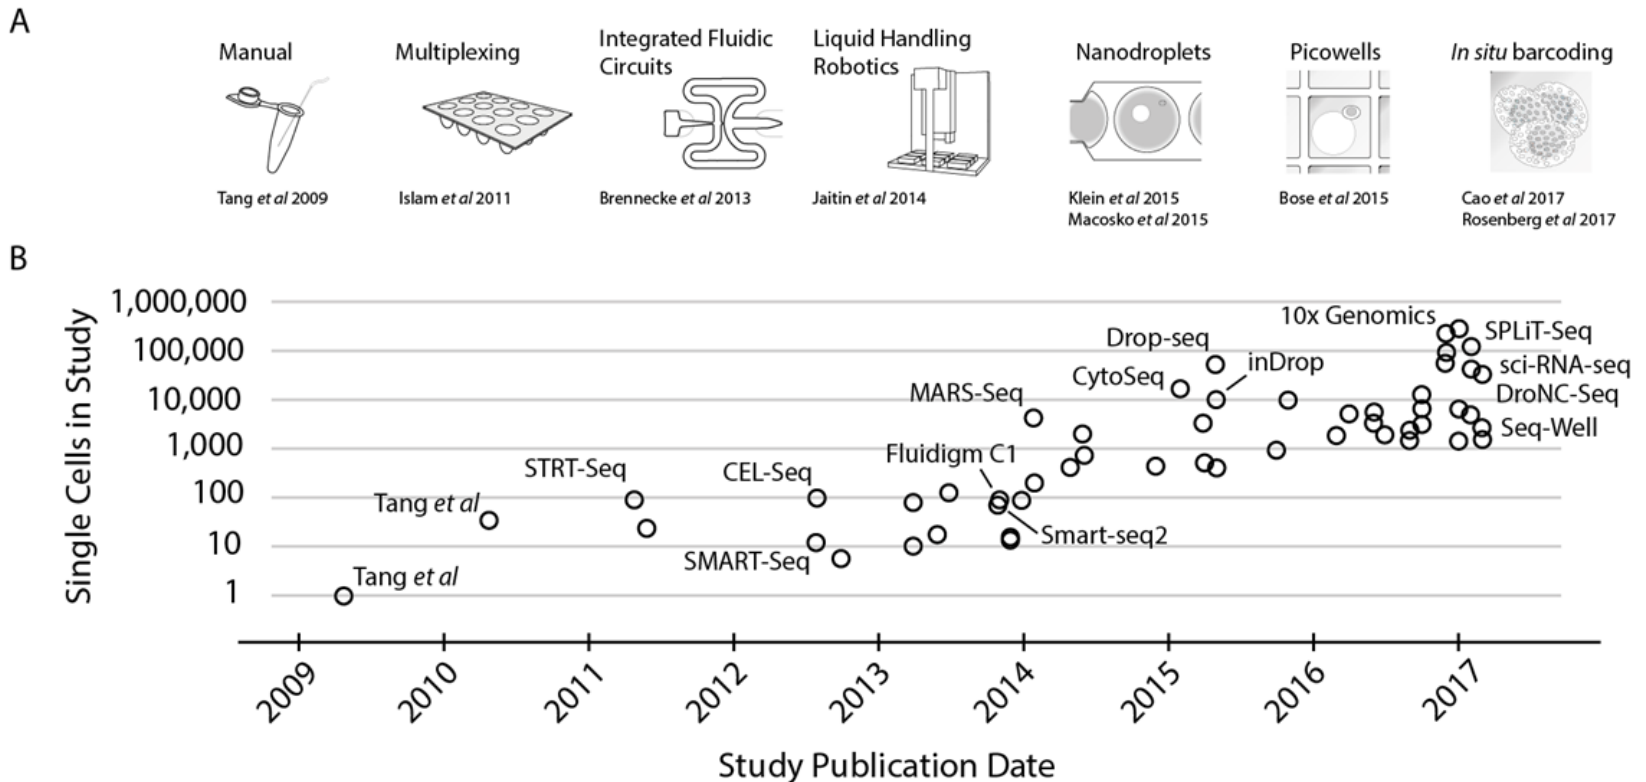 A
Manual
Multiplexing
Integrated Fluidic
Circuits
Liquid Handling
Robotics
Nanodroplets
Picowells
In situ barcoding
Tang et al 2009
Islam et al 2011
Brennecke et al 2013
Jaitin et al 2014
Klein et al 2015
Macosko et al 2015
Bose et al 2015
Cao et al 2017
Rosenberg et al 2017
B
Single Cells in Study
1,000,000
100,000
10,000
1,000
100
10
1
Tang et al
Tang et al
STRT-Seq
CEL-Seq
SMART-Seq
Fluidigm C1
Smart-seq2
MARS-Seq
CytoSeq
Drop-seq
inDrop
10x Genomics
SPLiT-Seq
sci-RNA-seq
DroNC-Seq
Seq-Well
2009
2010
2011
2012
2013
2014
2015
2016
2017
Study Publication Date